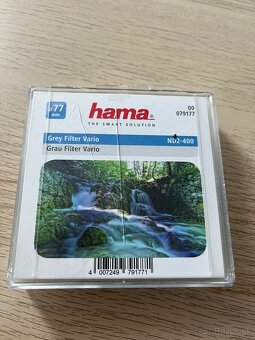 ø 77
mm
hama®
THE SMART SOLUTION
00
079177
Grey Filter Vario
ND2-400
Grau Filter Vario
4 007249 791771